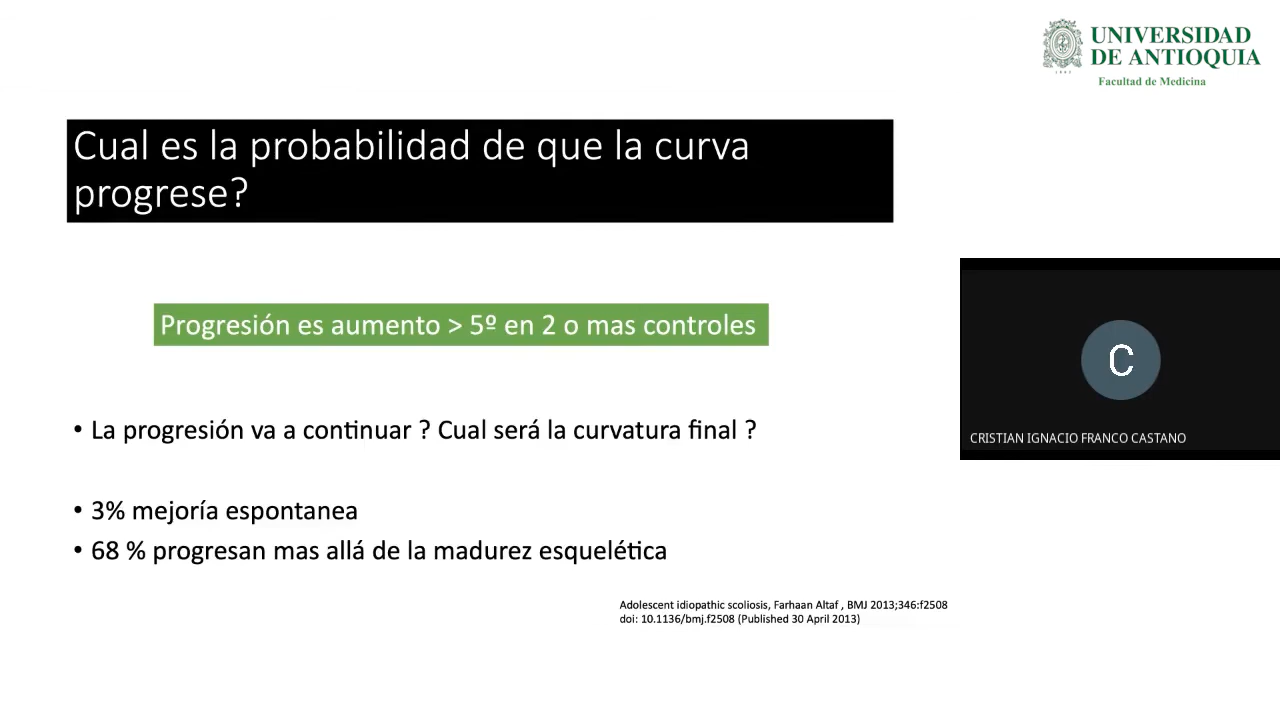 UNIVERSIDAD
DE ANTIOQUIA
1803
Facultad de Medicina
Cual es la probabilidad de que la curva
progrese?
Progresión es aumento > 5º en 2 o mas controles
• La progresión va a continuar ? Cual será la curvatura final ?
• 3% mejoría espontanea
• 68 % progresan mas allá de la madurez esquelética
Adolescent idiopathic scoliosis, Farhaan Altaf , BMJ 2013;346:f2508
doi: 10.1136/bmj.f2508 (Published 30 April 2013)
C
CRISTIAN IGNACIO FRANCO CASTANO